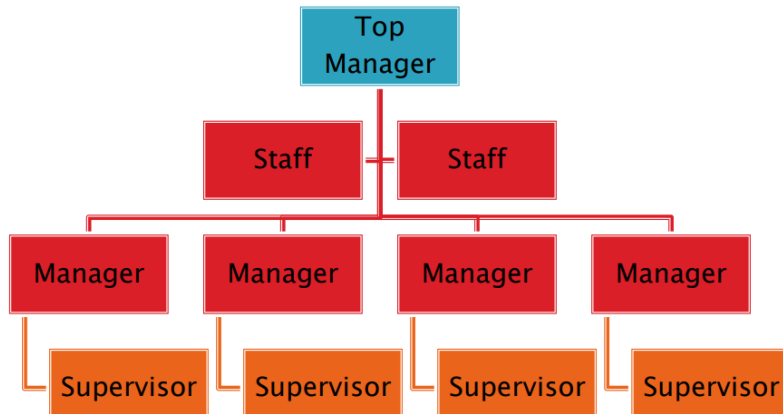 Top
Manager
Staff
Staff
Manager
Manager
Manager
Manager
Supervisor
Supervisor
Supervisor
Supervisor